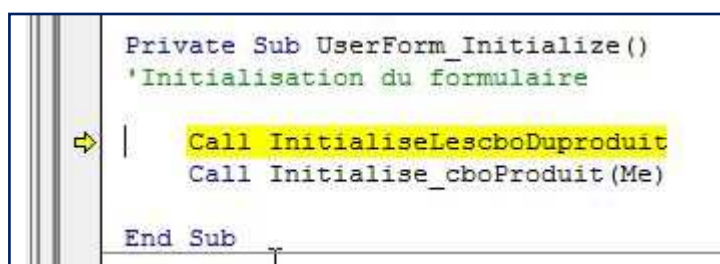 Private Sub UserForm_Initialize()
'Initialisation du formulaire
Call InitialiseLescboDuproduit
Call Initialise_cboProduit(Me)
End Sub